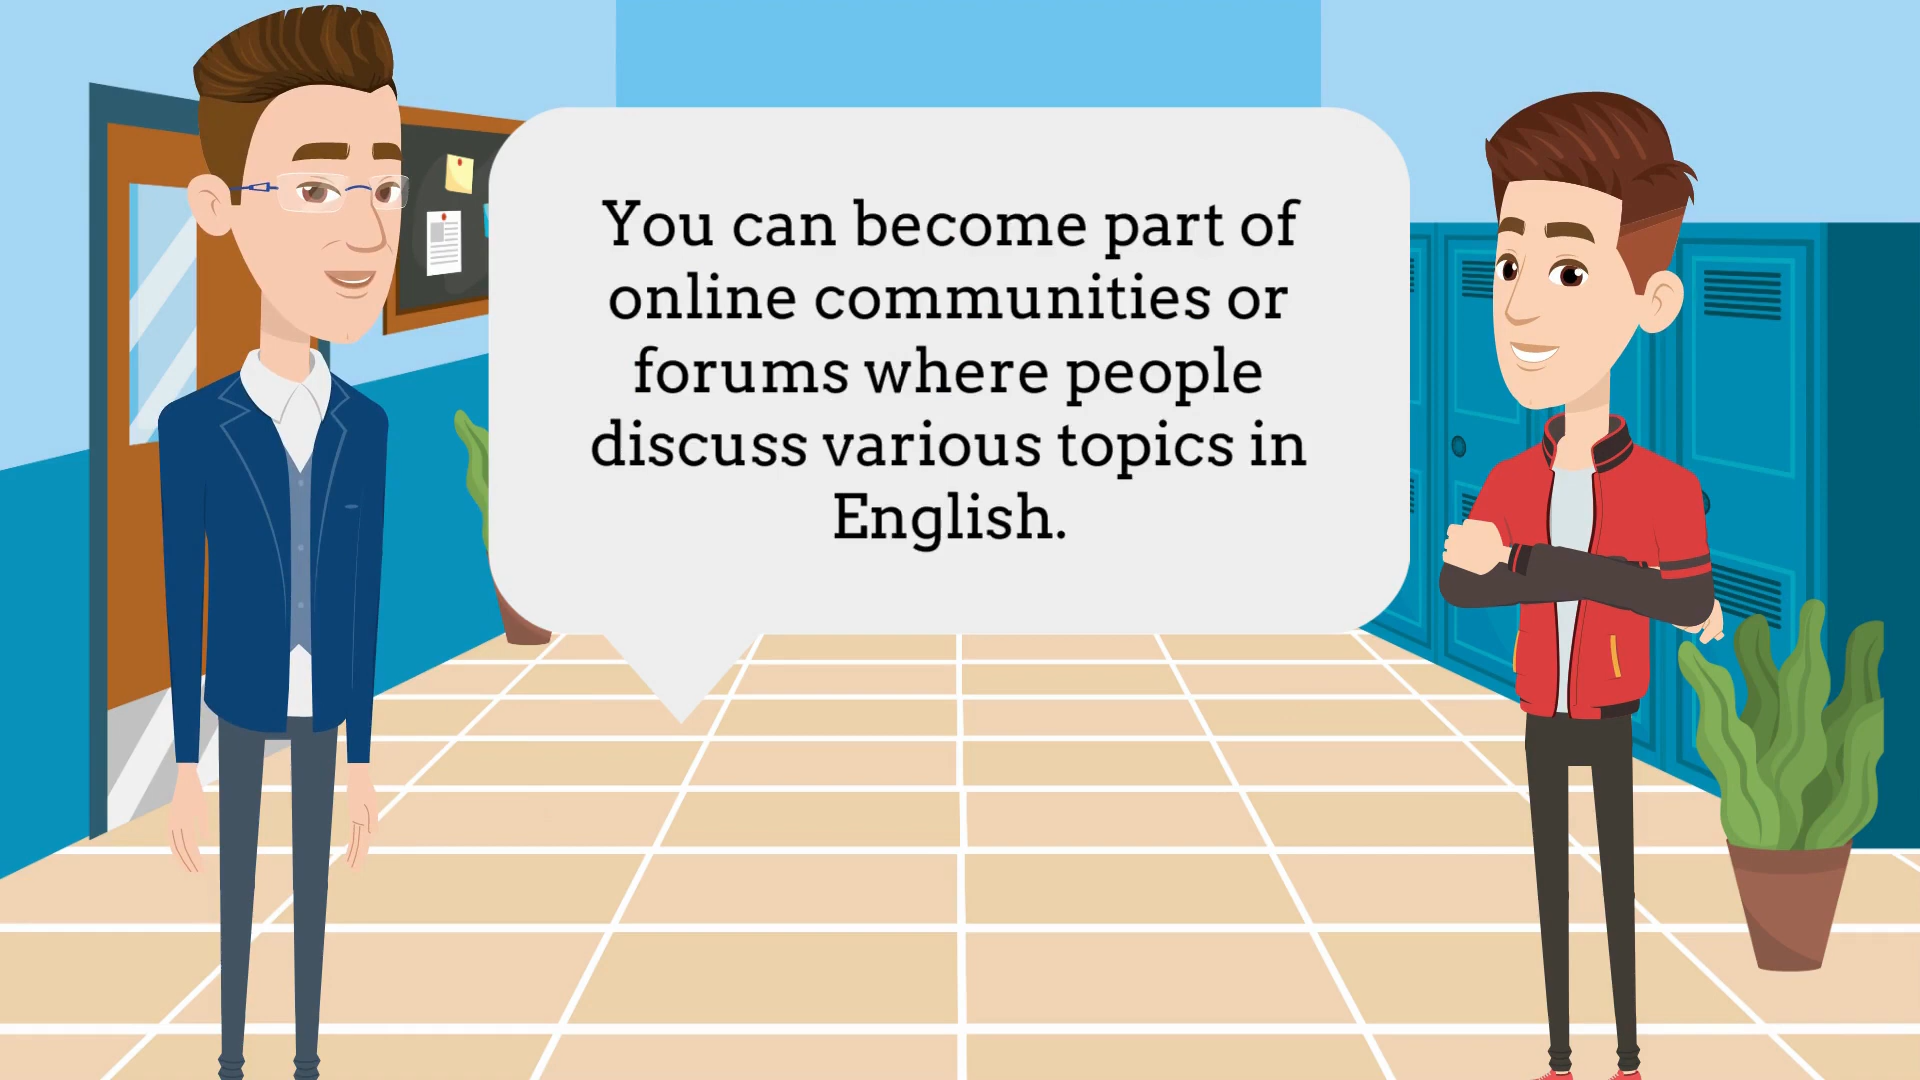 You can become part of
online communities or
forums where people
discuss various topics in
English.